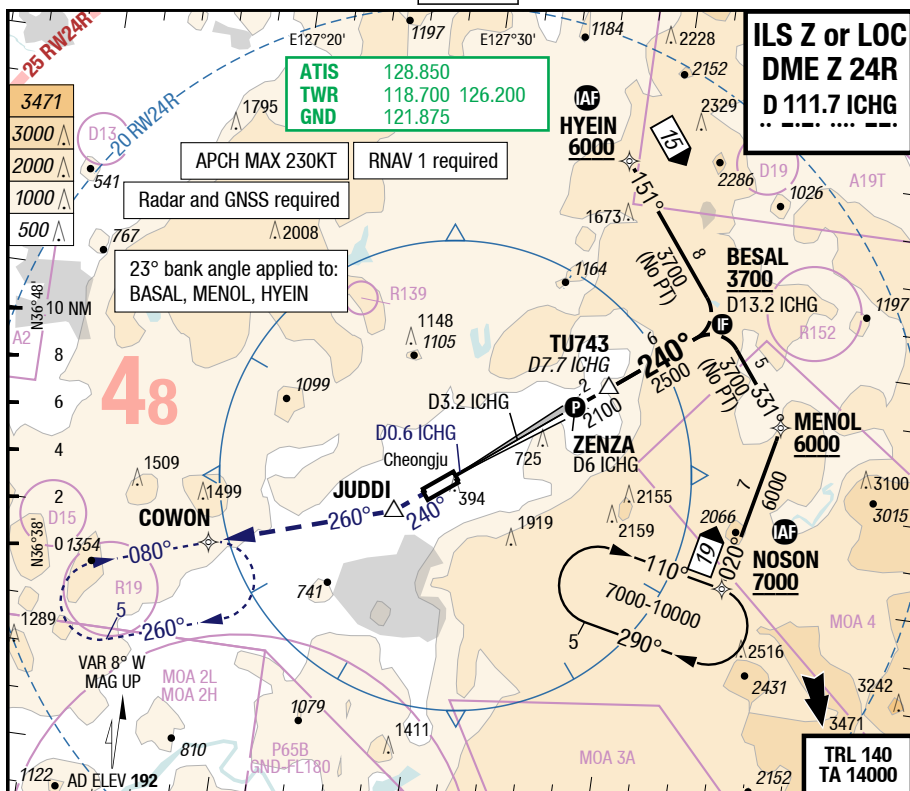 25 RW24R
20 RW24R
E127°20'
1197
E127°30'
1184
2228
2152
ILS Z or LOC
DME Z 24R
D 111.7 ICHG
ATIS 128.850
TWR 118.700 126.200
GND 121.875
3471
3000
2000
1000
500
D13
541
767
1795
IAF
HYEIN
6000
15
2329
2286
D19
1026
A19T
APCH MAX 230KT
RNAV 1 required
Radar and GNSS required
2008
1673
151°
8
3700
(No PT)
23° bank angle applied to:
BASAL, MENOL, HYEIN
1164
BESAL
3700
D13.2 ICHG
IF
1197
R152
N36°48'
10 NM
A2
8
6
4
2
0
N36°38'
R139
1148
1105
48
1099
TU743
D7.7 ICHG
6
240°
2500
2
2100
5
3700
(No PT)
331°
MENOL
6000
D3.2 ICHG
P
ZENZA
D6 ICHG
D0.6 ICHG
Cheongju
725
394
1509
1499
JUDDI
240°
260°
COWON
D15
1354
080°
R19
5
260°
1289
741
1919
2155
2159
2066
7
6000
020°
19
IAF
NOSON
7000
3100
3015
110°
7000-10000
290°
5
MOA 4
2516
2431
3242
3471
VAR 8° W
MAG UP
MOA 2L
MOA 2H
1079
810
P65B
GND-FL180
1411
MOA 3A
2152
1122
AD ELEV 192
TRL 140
TA 14000